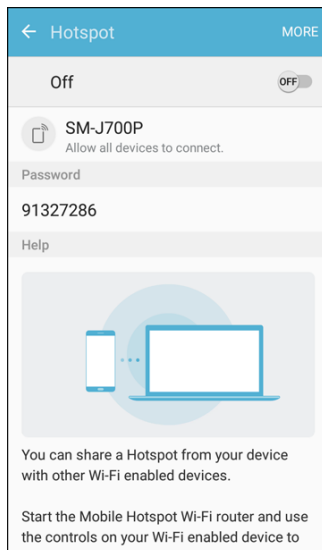 Hotspot MORE
Off OFF
SM-J700P
Allow all devices to connect.
Password
91327286
Help
You can share a Hotspot from your device
with other Wi-Fi enabled devices.
Start the Mobile Hotspot Wi-Fi router and use
the controls on your Wi-Fi enabled device to